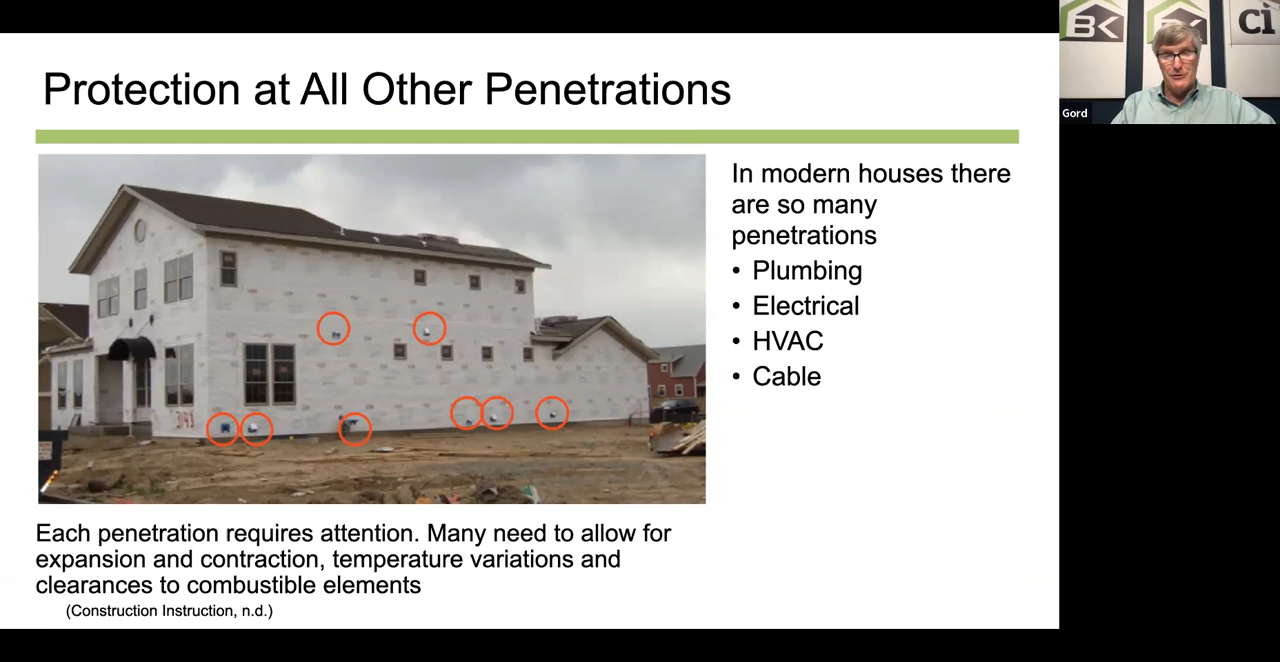 Protection at All Other Penetrations
In modern houses there
are so many
penetrations
• Plumbing
• Electrical
• HVAC
• Cable
3143
Each penetration requires attention. Many need to allow for
expansion and contraction, temperature variations and
clearances to combustible elements
(Construction Instruction, n.d.)
BK
BK
ci
Gord